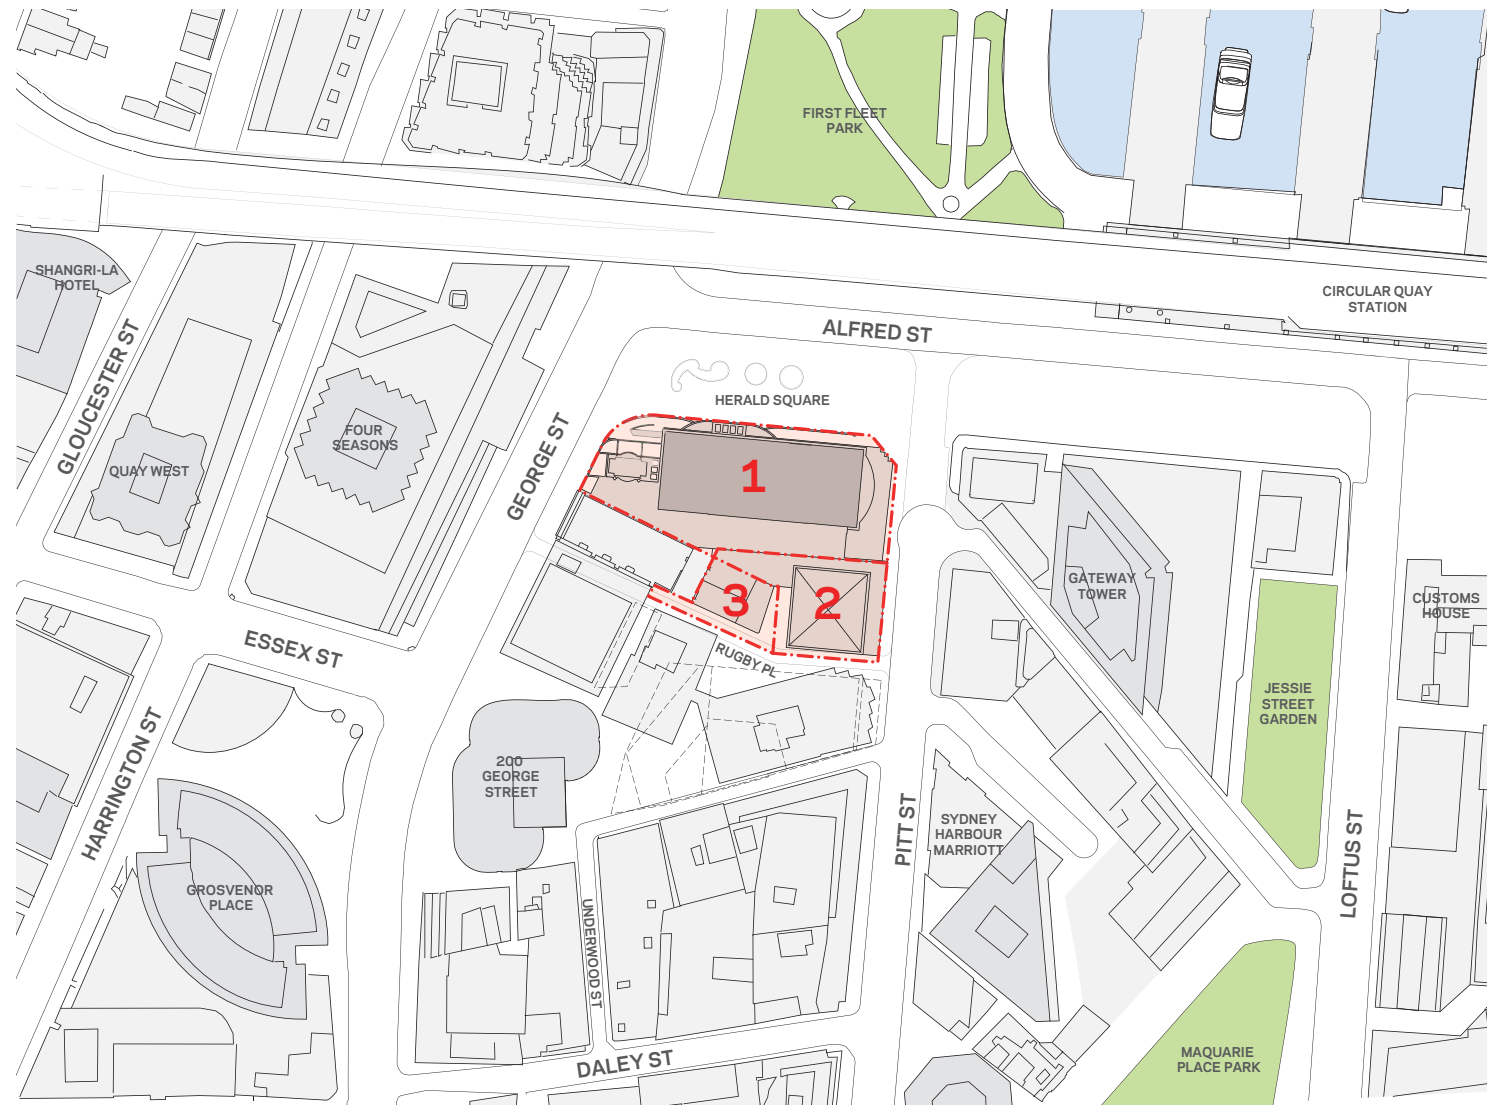 FIRST FLEET
PARK
SHANGRI-LA
HOTEL
CIRCULAR QUAY
STATION
ALFRED ST
HERALD SQUARE
GLOUCESTER ST
FOUR
SEASONS
QUAY WEST
GEORGE ST
1
2
3
GATEWAY
TOWER
CUSTOMS
HOUSE
ESSEX ST
RUGBY PL
JESSIE
STREET
GARDEN
HARRINGTON ST
200
GEORGE
STREET
PITT ST
SYDNEY
HARBOUR
MARRIOTT
LOFTUS ST
GROSVENOR
PLACE
UNDERWOOD ST
DALEY ST
MAQUARIE
PLACE PARK